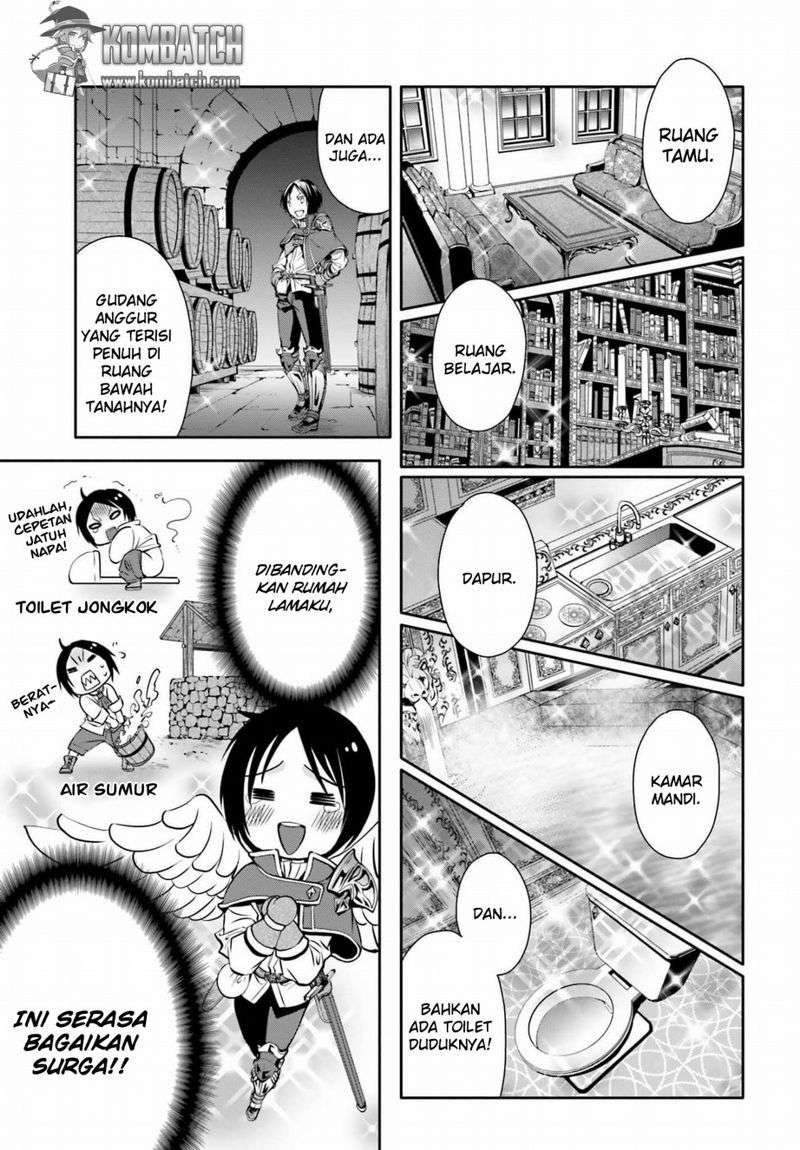 KOMBATCH
www.kombatch.com
RUANG
TAMU.
RUANG
BELAJAR.
DAPUR.
KAMAR
MANDI.
DAN...
BAHKAN
ADA TOILET
DUDUKNYA!
DAN ADA
JUGA...
GUDANG
ANGGUR
YANG TERISI
PENUH DI
RUANG
BAWAH
TANAHNYA!
DIBANDING-
KAN RUMAH
LAMAKU,
UDAHLAH,
CEPETAN
JATUH
NAPA!
TOILET JONGKOK
BERAT-
NYA~
AIR SUMUR
INI SERASA
BAGAIKAN
SURGA!!